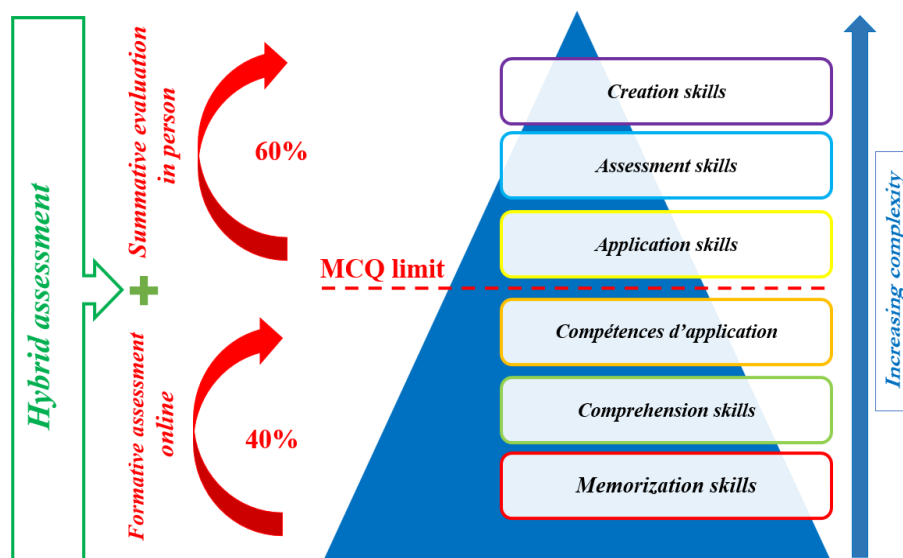 Hybrid assessment
Summative evaluation
in person
Formative assessment
online
60%
40%
MCQ limit
Creation skills
Assessment skills
Application skills
Compétences d'application
Comprehension skills
Memorization skills
Increasing complexity